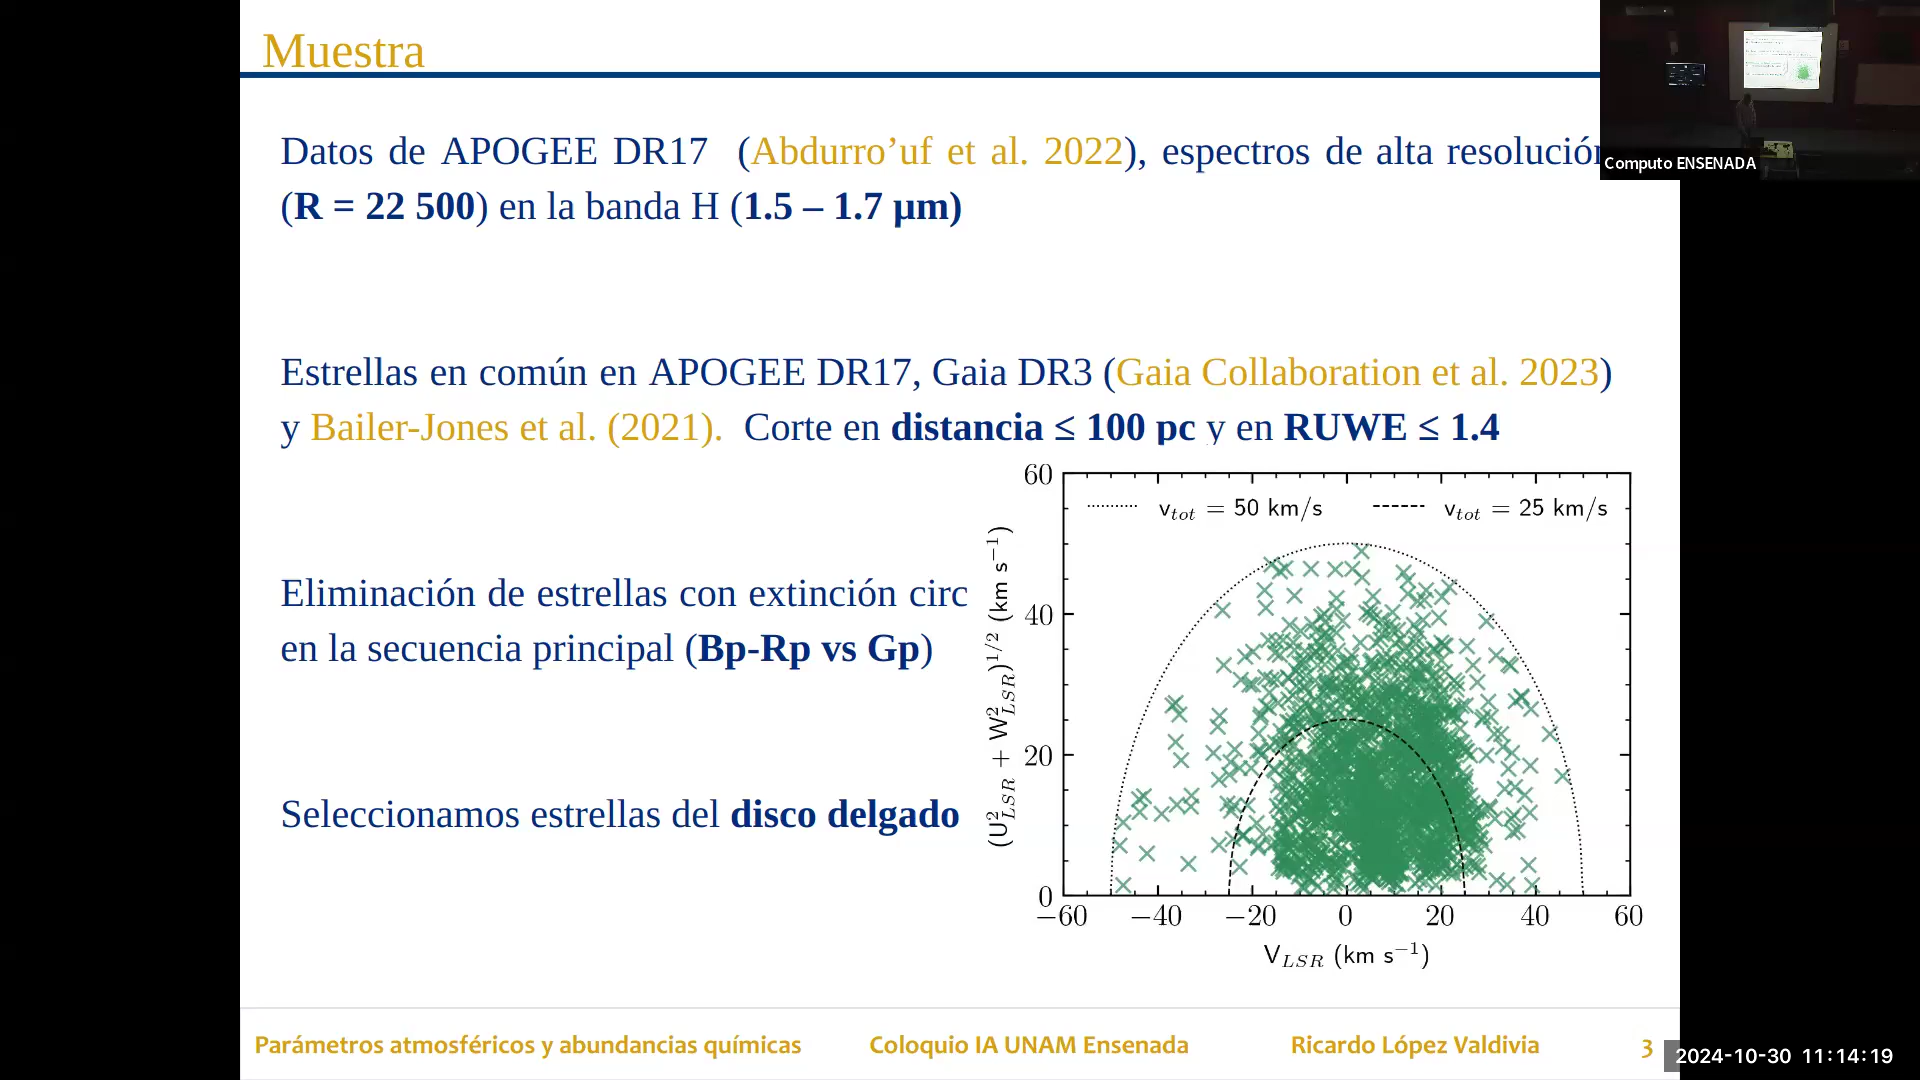 Muestra
Computo ENSENADA
Datos de APOGEE DR17 (Abdurro’uf et al. 2022), espectros de alta resolución
(R = 22 500) en la banda H (1.5 – 1.7 μm)
Estrellas en común en APOGEE DR17, Gaia DR3 (Gaia Collaboration et al. 2023)
y Bailer-Jones et al. (2021). Corte en distancia ≤ 100 pc y en RUWE ≤ 1.4
Eliminación de estrellas con extinción circ
en la secuencia principal (Bp-Rp vs Gp)
Seleccionamos estrellas del disco delgado
v_tot = 50 km/s v_tot = 25 km/s
(U²_LSR + W²_LSR)^1/2 (km s⁻¹)
60
40
20
0
−60 −40 −20 0 20 40 60
V_LSR (km s⁻¹)
Parámetros atmosféricos y abundancias químicas Coloquio IA UNAM Ensenada Ricardo López Valdivia 3
2024-10-30 11:14:19